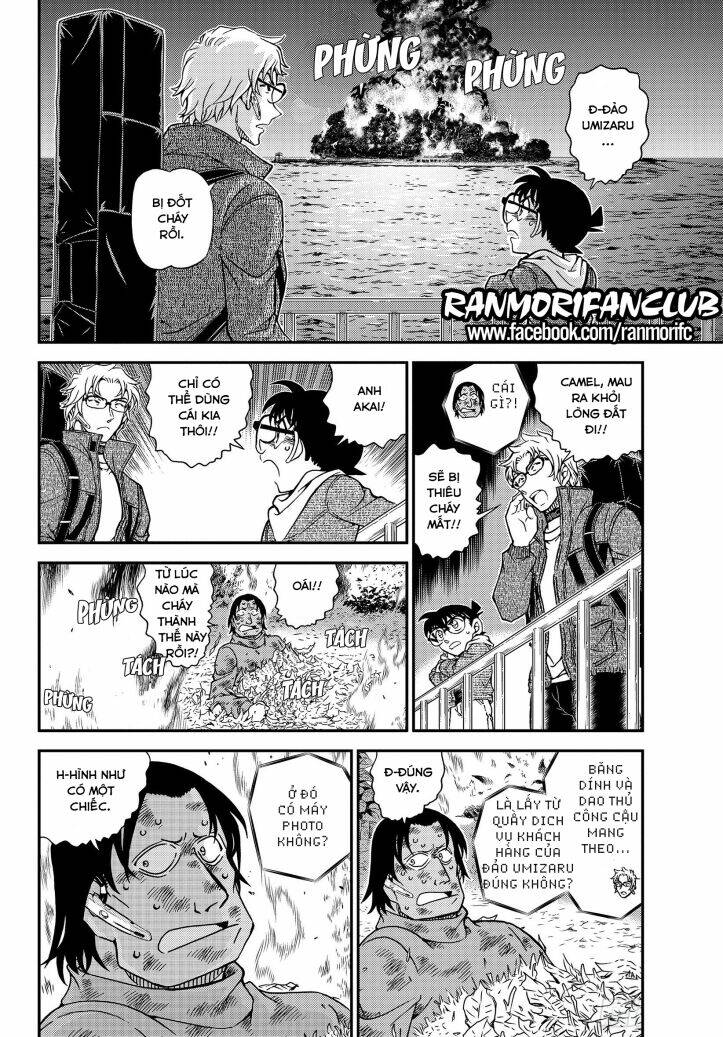 PHỪNG
PHỪNG
Đ-ĐẢO
UMIZARU
...
BỊ ĐỐT
CHÁY
RỒI.
RANMORIFANCLUB
www.facebook.com/ranmorifc
CHỈ CÓ
THỂ DÙNG
CÁI KIA
THÔI!!
ANH
AKAI!
CÁI
GÌ?!
CAMEL, MAU
RA KHỎI
LÒNG ĐẤT
ĐI!!
SẼ BỊ
THIÊU
CHÁY
MẤT!!
PHỪNG
PHỪNG
TỪ LÚC
NÀO MÀ
CHÁY
THÀNH
THẾ NÀY
RỒI?!
TÁCH
OÁI!!
TÁCH
TÁCH
H-HÌNH NHƯ
CÓ MỘT
CHIẾC.
Ở ĐÓ
CÓ MÁY
PHOTO
KHÔNG?
Đ-ĐÚNG
VẬY.
BĂNG
DÍNH VÀ
DAO THỦ
CÔNG CẬU
MANG
THEO...
LÀ LẤY TỪ
QUẦY DỊCH
VỤ KHÁCH
HÀNG CỦA
ĐẢO UMIZARU
ĐÚNG KHÔNG?